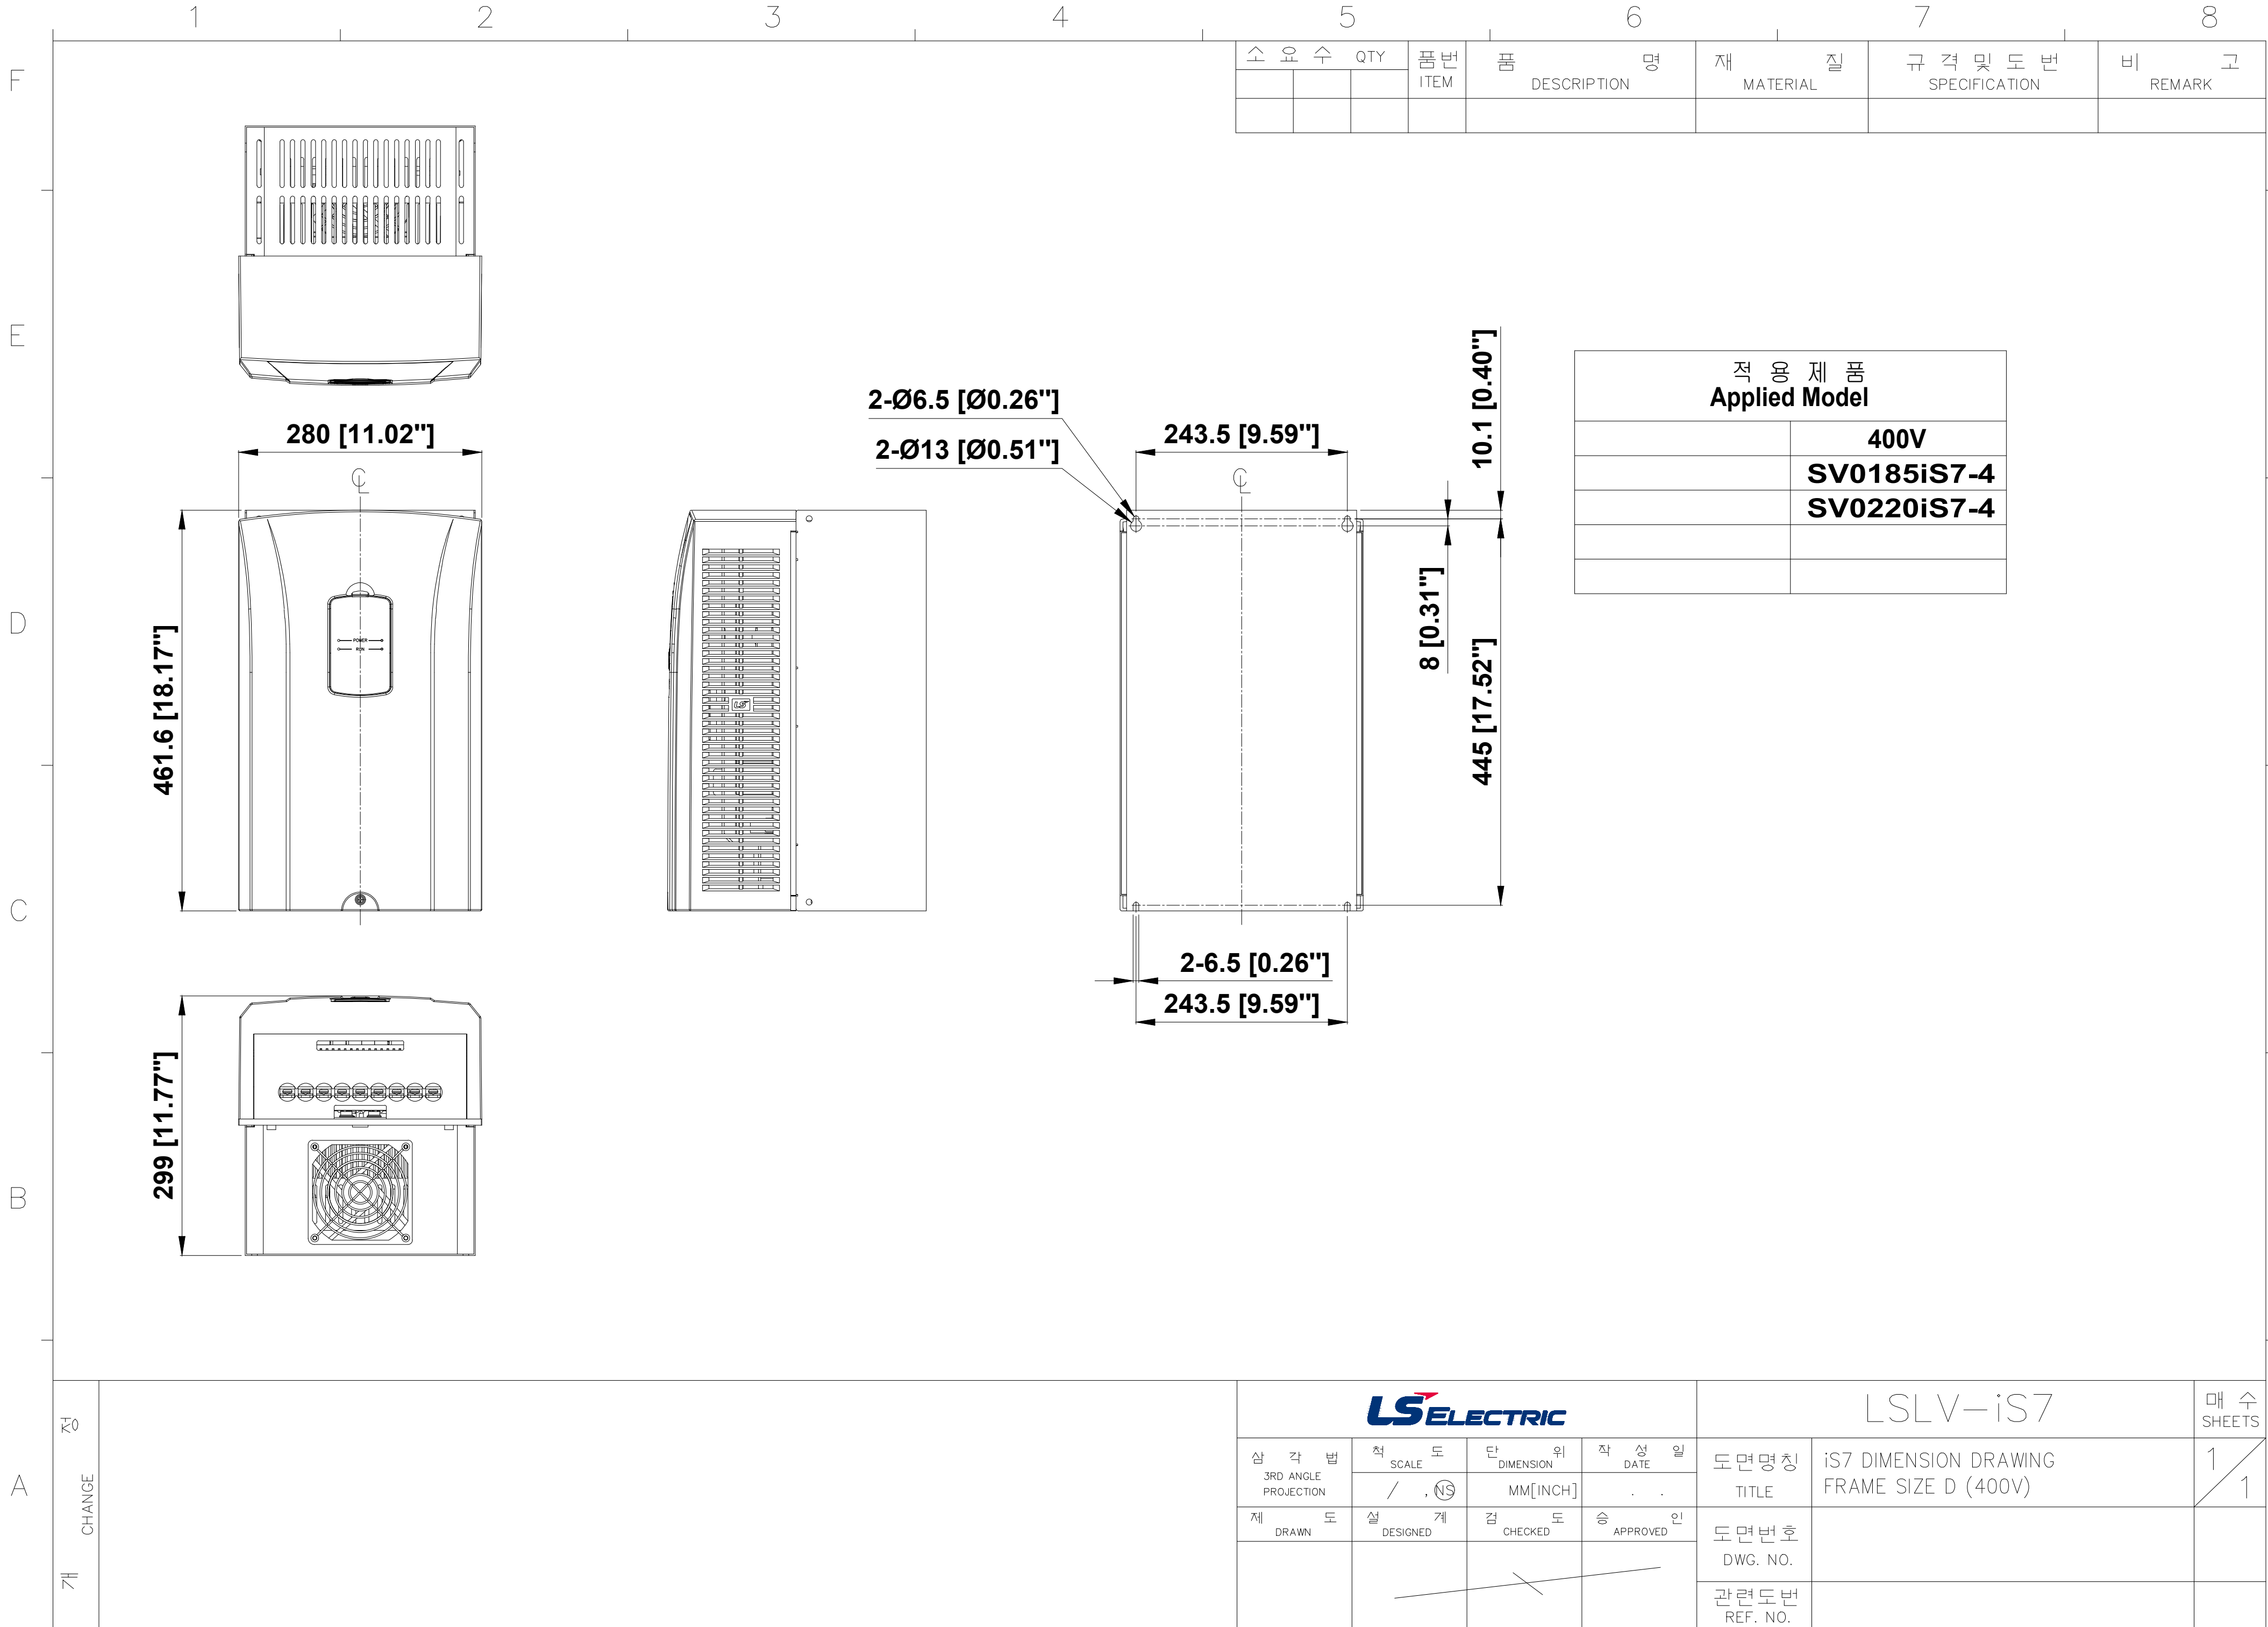 1 2 3 4 5 6 7 8
F
E
D
C
B
A
소 요 수 QTY
품번
ITEM
품 명
DESCRIPTION
재 질
MATERIAL
규 격 및 도 번
SPECIFICATION
비 고
REMARK
280 [11.02"]
℄
461.6 [18.17"]
POWER
RUN
299 [11.77"]
LS
2-Ø6.5 [Ø0.26"]
2-Ø13 [Ø0.51"]
243.5 [9.59"]
℄
10.1 [0.40"]
8 [0.31"]
445 [17.52"]
2-6.5 [0.26"]
243.5 [9.59"]
적 용 제 품
Applied Model
400V
SV0185iS7-4
SV0220iS7-4
개 정
CHANGE
LS ELECTRIC
삼 각 법
3RD ANGLE
PROJECTION
척 도
SCALE
/ , NS
단 위
DIMENSION
MM[INCH]
작 성 일
DATE
. .
제 도
DRAWN
설 계
DESIGNED
검 도
CHECKED
승 인
APPROVED
LSLV-iS7
매 수
SHEETS
1/1
도면명칭
TITLE
iS7 DIMENSION DRAWING
FRAME SIZE D (400V)
도면번호
DWG. NO.
관련도번
REF. NO.